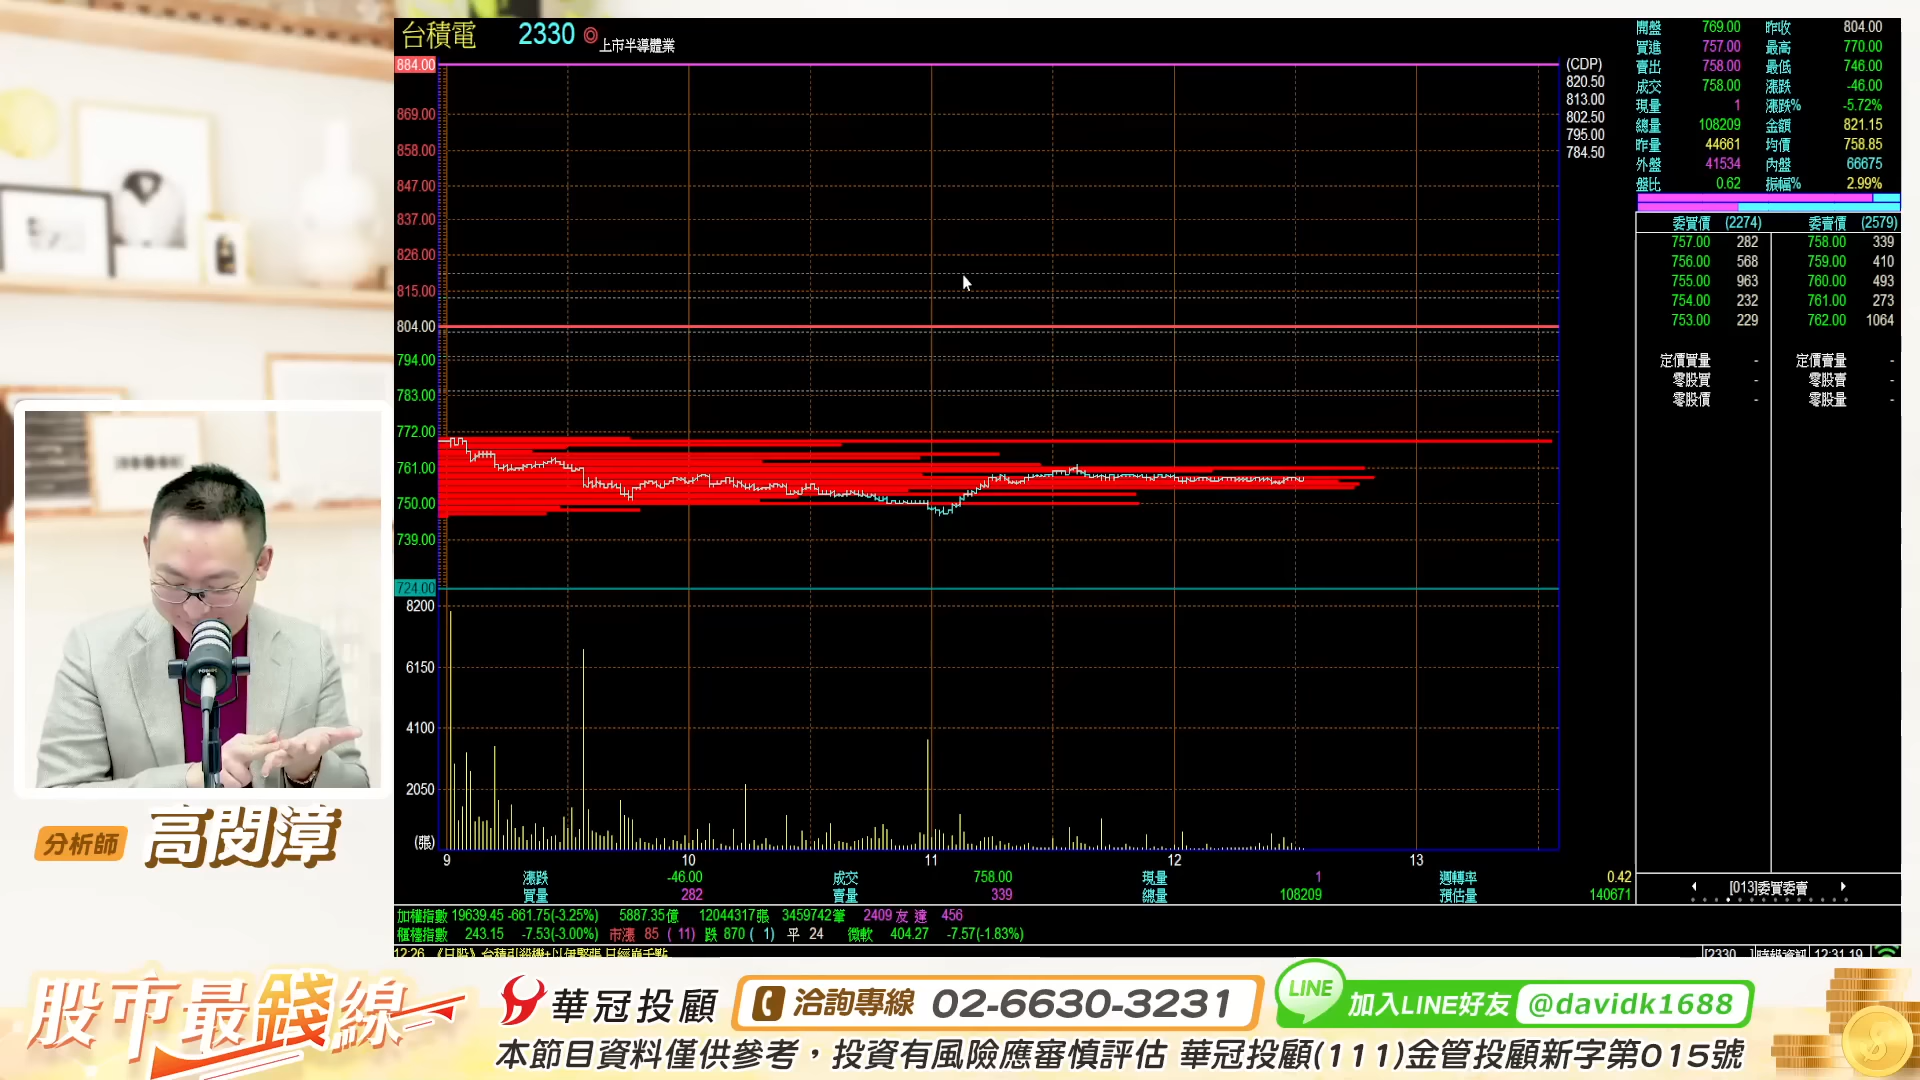 台積電 2330 ◎ 上市半導體業
884.00
869.00
858.00
847.00
837.00
826.00
815.00
804.00
794.00
783.00
772.00
761.00
750.00
739.00
724.00
8200
6150
4100
2050
(張)
9 10 11 12 13
(CDP)
820.50
813.00
802.50
795.00
784.50
開盤 769.00 昨收 804.00
買進 757.00 最高 770.00
賣出 758.00 最低 746.00
成交 758.00 漲跌 -46.00
現量 1 漲跌% -5.72%
總量 108209 金額 821.15
昨量 44661 均價 758.85
外盤 41534 內盤 66675
盤比 0.62 振幅% 2.99%
委買價 (2274) 委賣價 (2579)
757.00 282 758.00 339
756.00 568 759.00 410
755.00 963 760.00 493
754.00 232 761.00 273
753.00 229 762.00 1064
定價買量 - 定價賣量 -
零股買 - 零股賣 -
零股價 - 零股量 -
[013]委買委賣
漲跌 -46.00 成交 758.00 現量 1 週轉率 0.42
買量 282 賣量 339 總量 108209 預估量 140671
加權指數 19639.45 -661.75(-3.25%) 5887.35億 12044317張 3459742筆 2409 友 達 456
櫃檯指數 243.15 -7.53(-3.00%) 市漲 85 ( 11) 跌 870 ( 1) 平 24 微軟 404.27 -7.57(-1.83%)
12:26
[2330 12:31:19
分析師 高閔漳
股市最錢線
華冠投顧
洽詢專線 02-6630-3231
LINE 加入LINE好友 @davidk1688
本節目資料僅供參考，投資有風險應審慎評估 華冠投顧(111)金管投顧新字第015號